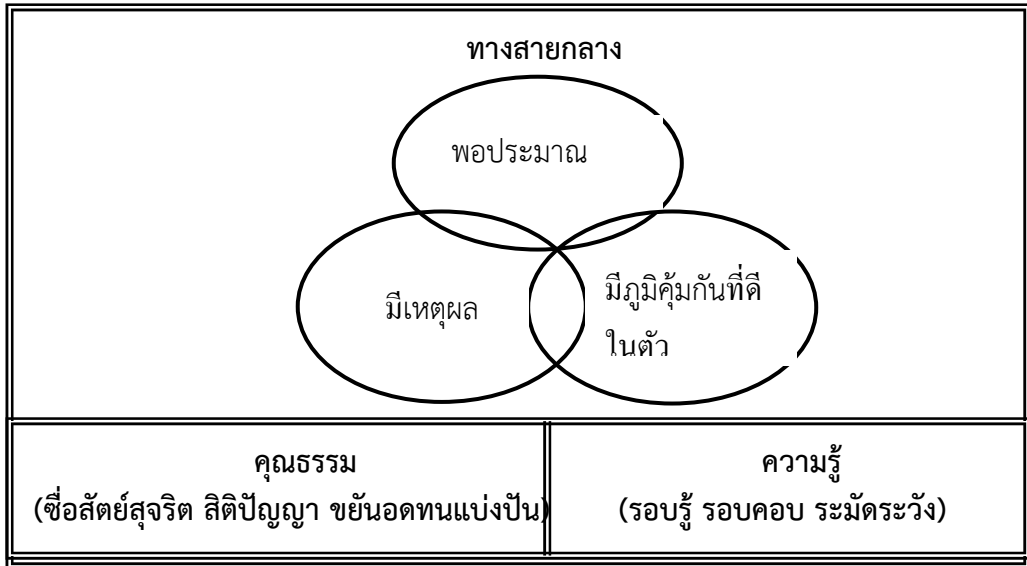 ทางสายกลาง
พอประมาณ
มีเหตุผล
มีภูมิคุ้มกันที่ดี
ในตัว
คุณธรรม
(ซื่อสัตย์สุจริต สิติปัญญา ขยันอดทนแบ่งปัน)
ความรู้
(รอบรู้ รอบคอบ ระมัดระวัง)